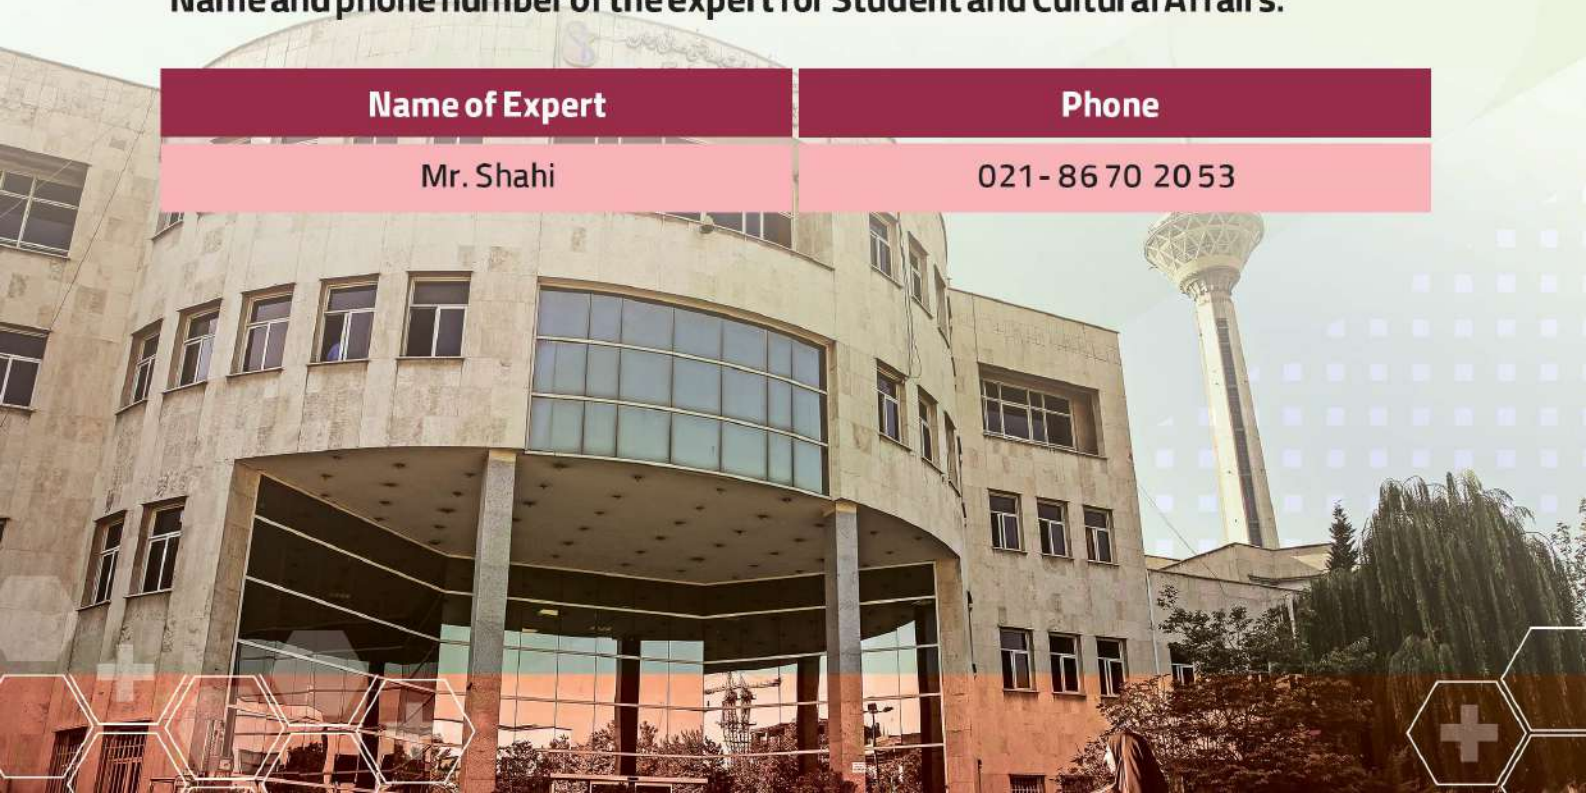 Name and phone number of the expert for Student and Cultural Affairs:
Name of Expert
Phone
Mr. Shahi
021- 86 70 20 53